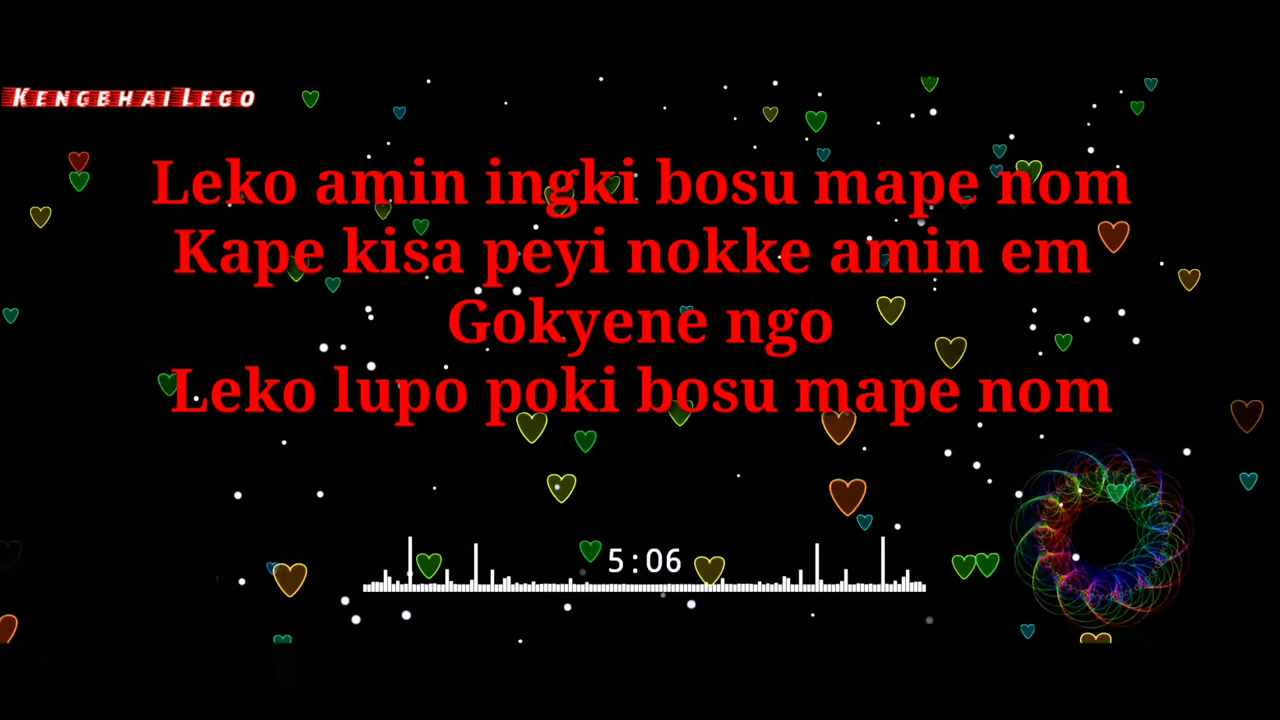 KENGBHAI LEGO
Leko amin ingki bosu mape nom
Kape kisa peyi nokke amin em
Gokyene ngo
Leko lupo poki bosu mape nom
5:06